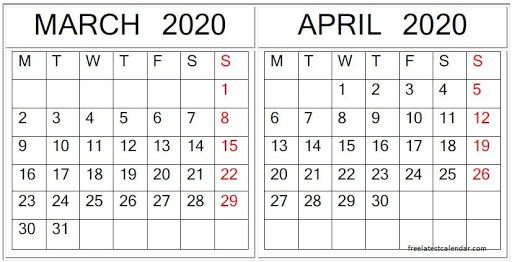 MARCH 2020
M T W T F S S
1
2 3 4 5 6 7 8
9 10 11 12 13 14 15
16 17 18 19 20 21 22
23 24 25 26 27 28 29
30 31
APRIL 2020
M T W T F S S
1 2 3 4 5
6 7 8 9 10 11 12
13 14 15 16 17 18 19
20 21 22 23 24 25 26
27 28 29 30
freelatestcalendar.com